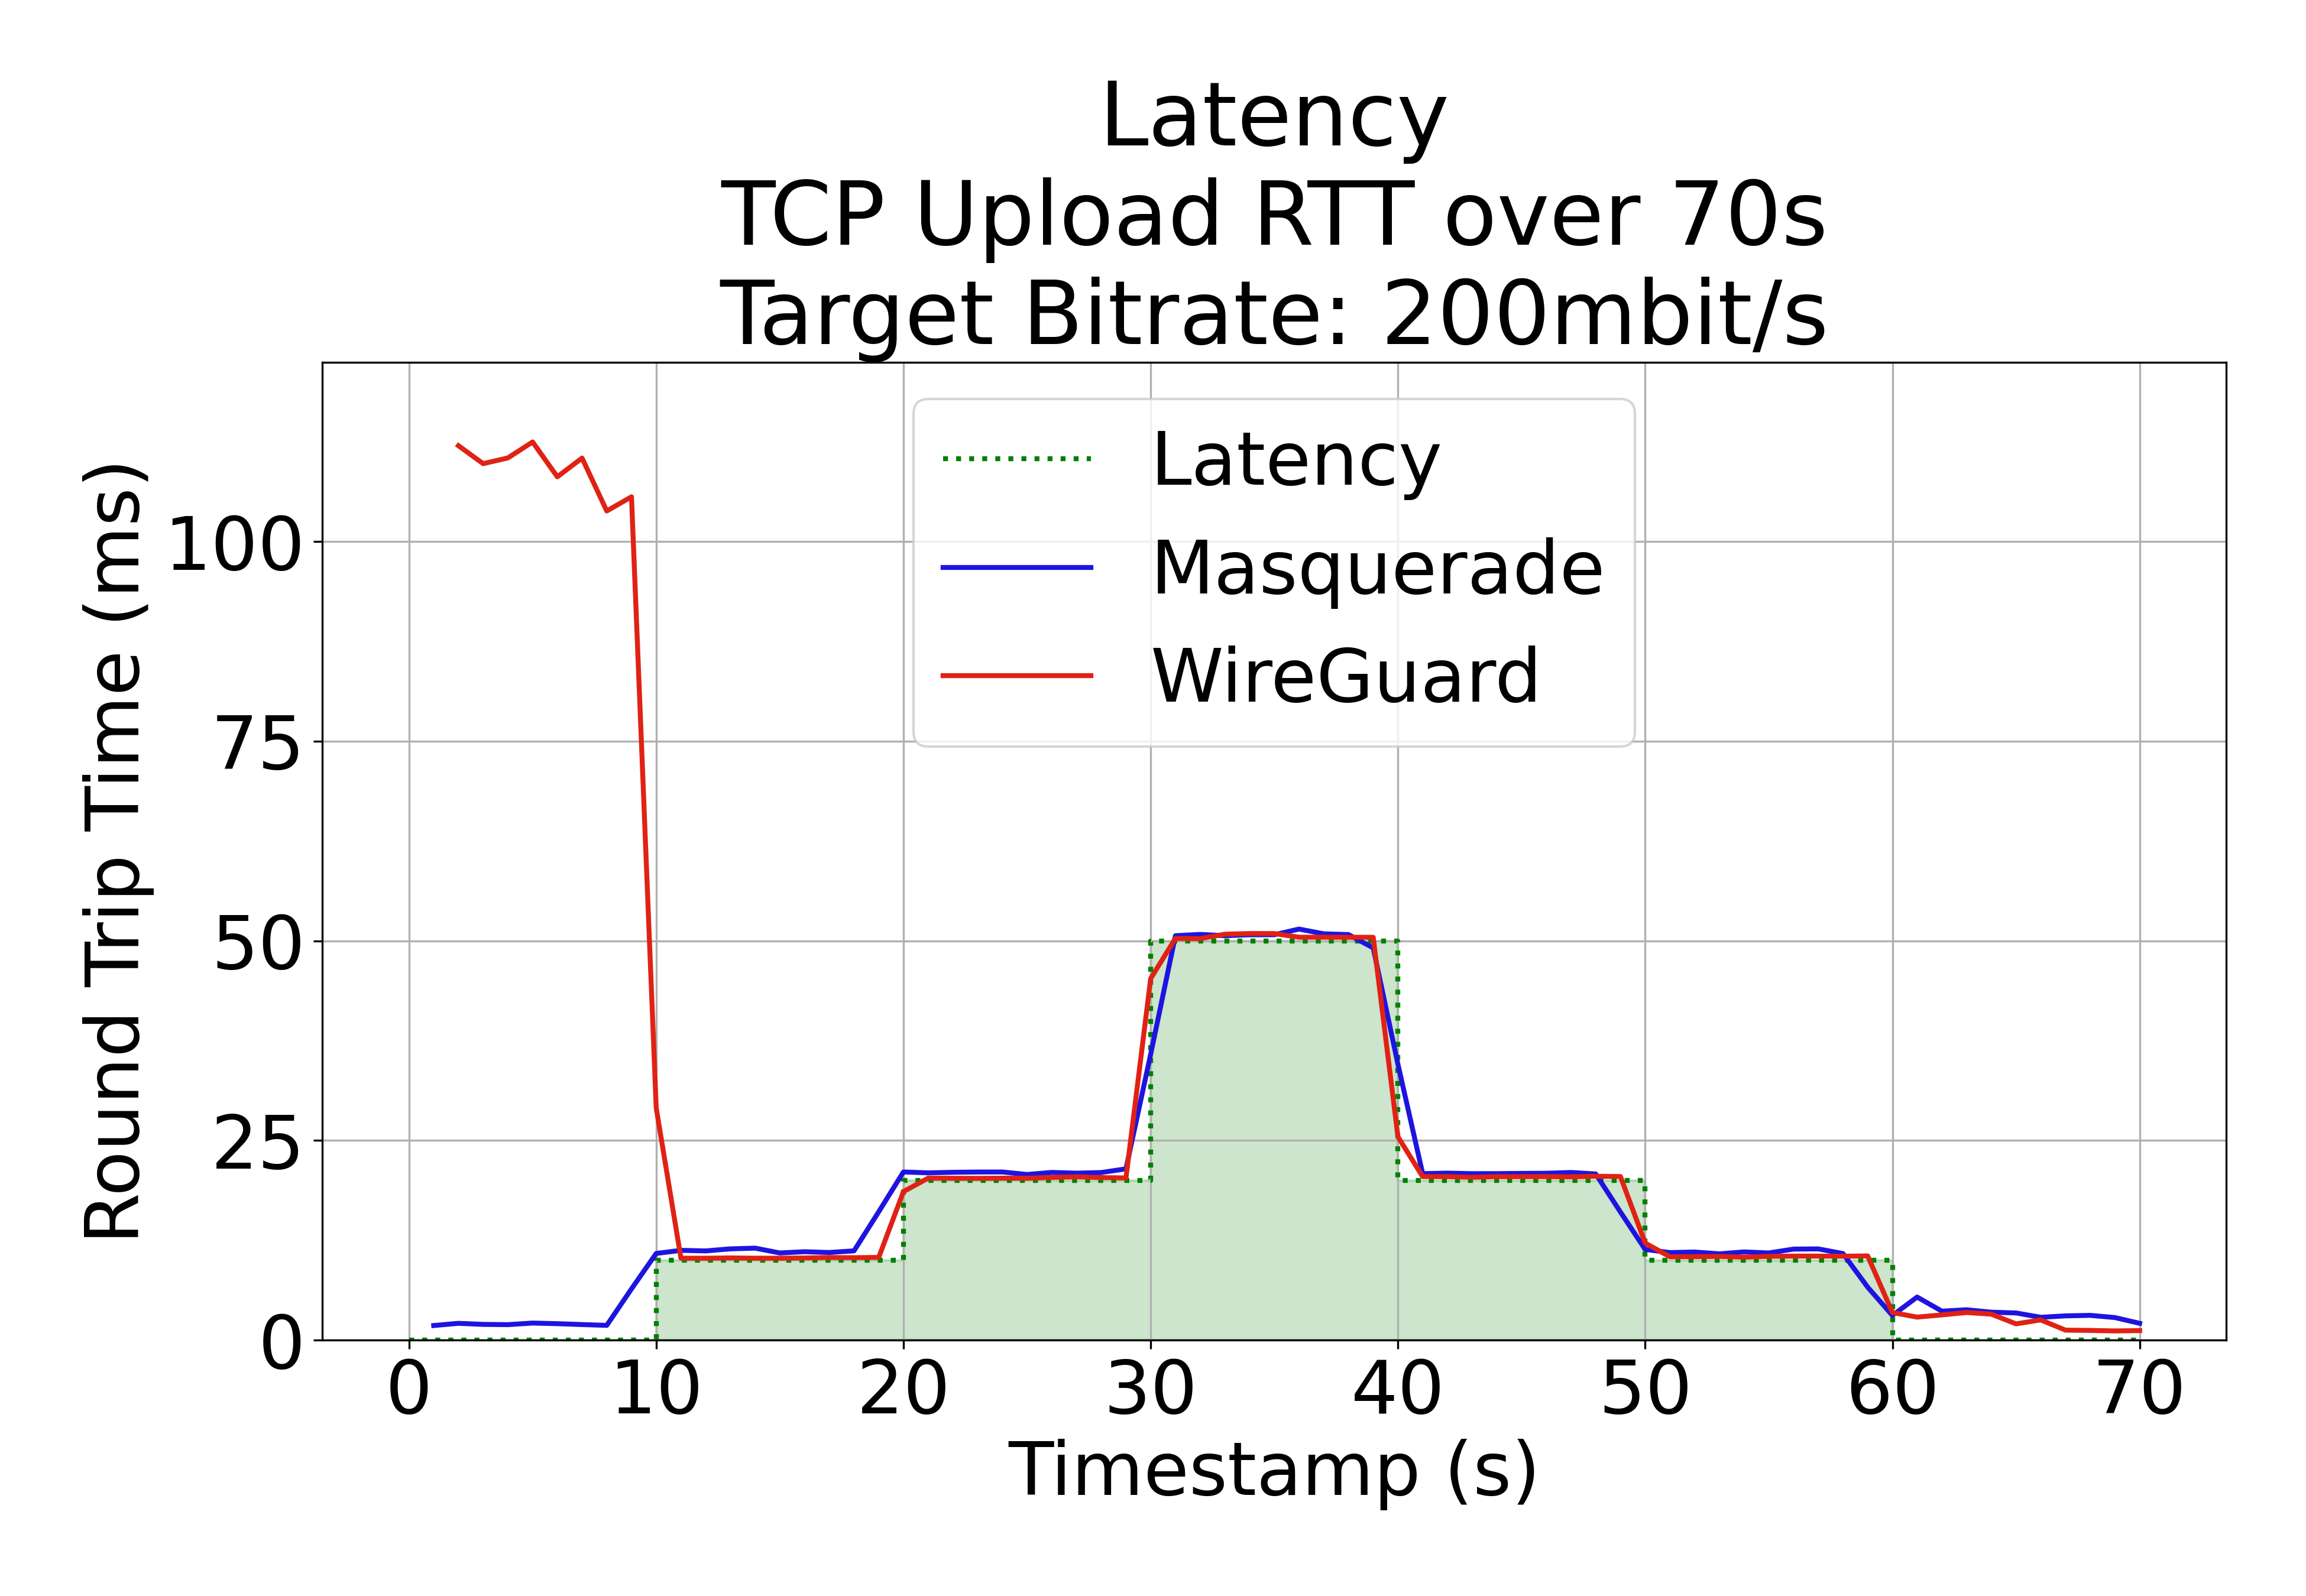 Latency
TCP Upload RTT over 70s
Target Bitrate: 200mbit/s
Round Trip Time (ms)
100
75
50
25
0
Latency
Masquerade
WireGuard
0 10 20 30 40 50 60 70
Timestamp (s)